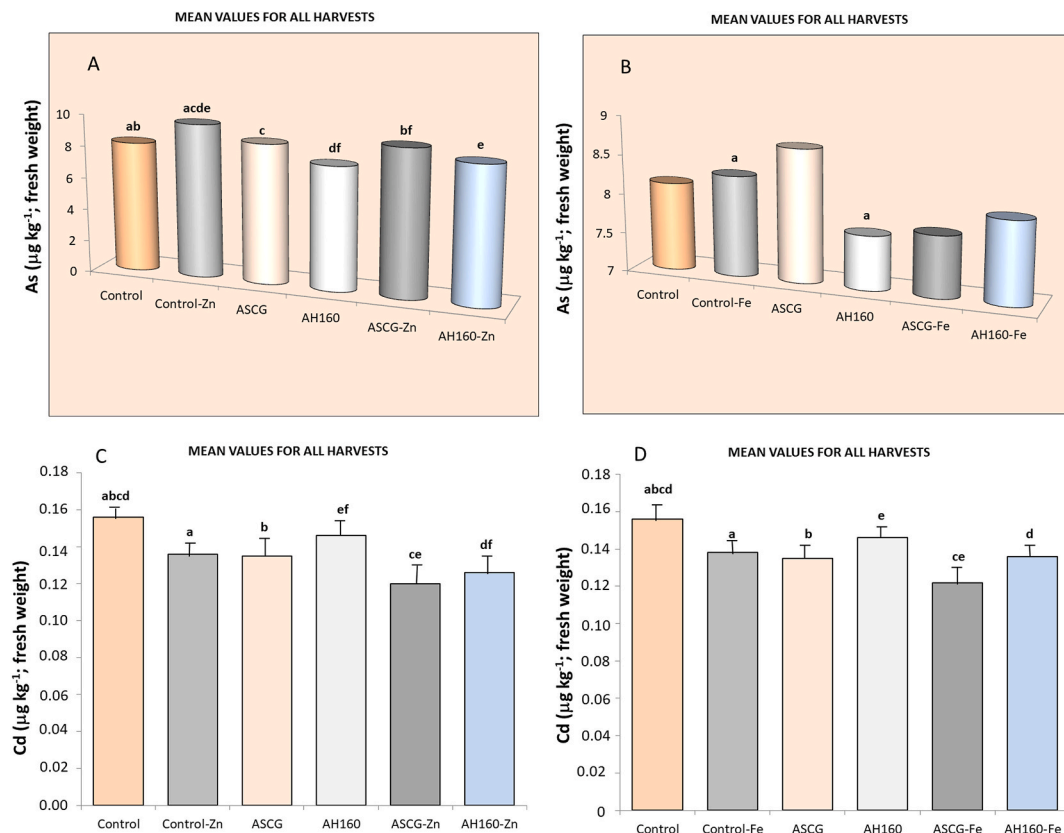 MEAN VALUES FOR ALL HARVESTS
A
As (µg kg-1; fresh weight)
10
8
6
4
2
0
ab
acde
c
df
bf
e
Control
Control-Zn
ASCG
AH160
ASCG-Zn
AH160-Zn
MEAN VALUES FOR ALL HARVESTS
B
As (µg kg-1; fresh weight)
9
8.5
8
7.5
7
a
a
Control
Control-Fe
ASCG
AH160
ASCG-Fe
AH160-Fe
MEAN VALUES FOR ALL HARVESTS
C
Cd (µg kg-1; fresh weight)
0.18
0.16
0.14
0.12
0.10
0.08
0.06
0.04
0.02
0.00
abcd
a
b
ef
ce
df
Control
Control-Zn
ASCG
AH160
ASCG-Zn
AH160-Zn
MEAN VALUES FOR ALL HARVESTS
D
Cd (µg kg-1; fresh weight)
0.18
0.16
0.14
0.12
0.10
0.08
0.06
0.04
0.02
0
abcd
a
b
e
ce
d
Control
Control-Fe
ASCG
AH160
ASCG-Fe
AH160-Fe